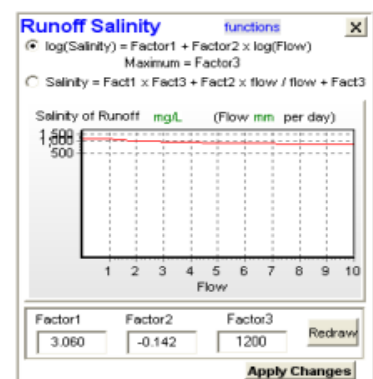 Runoff Salinity functions
log(Salinity) = Factor1 + Factor2 x log(Flow)
Maximum = Factor3
Salinity = Fact1 x Fact3 + Fact2 x flow / flow + Fact3
Salinity of Runoff mg/L (Flow mm per day)
1,500
1,000
500
1 2 3 4 5 6 7 8 9 10
Flow
Factor1 Factor2 Factor3
3.060 -0.142 1200 Redraw
Apply Changes